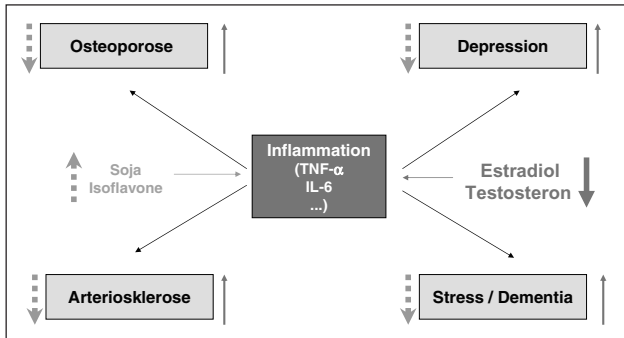 Osteoporose
Depression
Inflammation
(TNF-α
IL-6
...)
Soja
Isoflavone
Estradiol
Testosteron
Arteriosklerose
Stress / Dementia